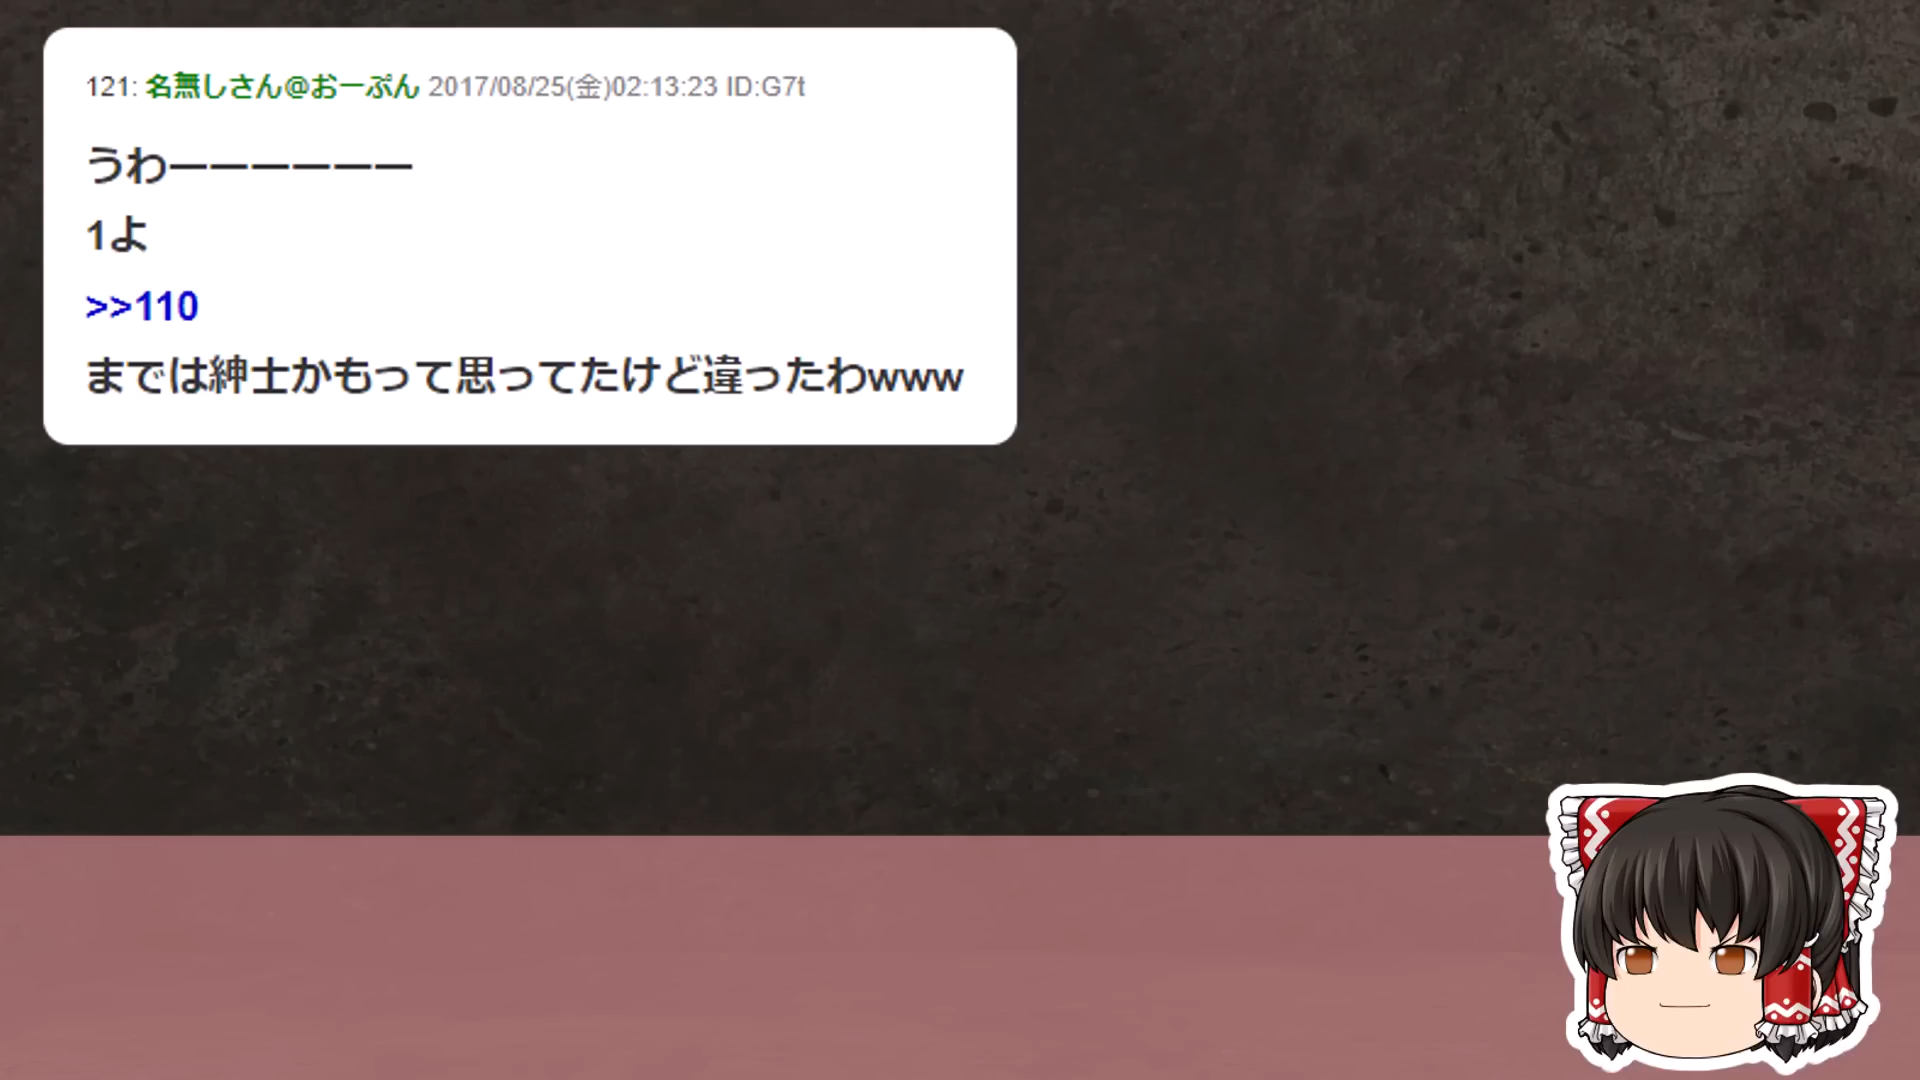 121: 名無しさん@おーぷん 2017/08/25(金)02:13:23 ID:G7t
うわーーーーーー
1よ
>>110
までは紳士かもって思ってたけど違ったわwww